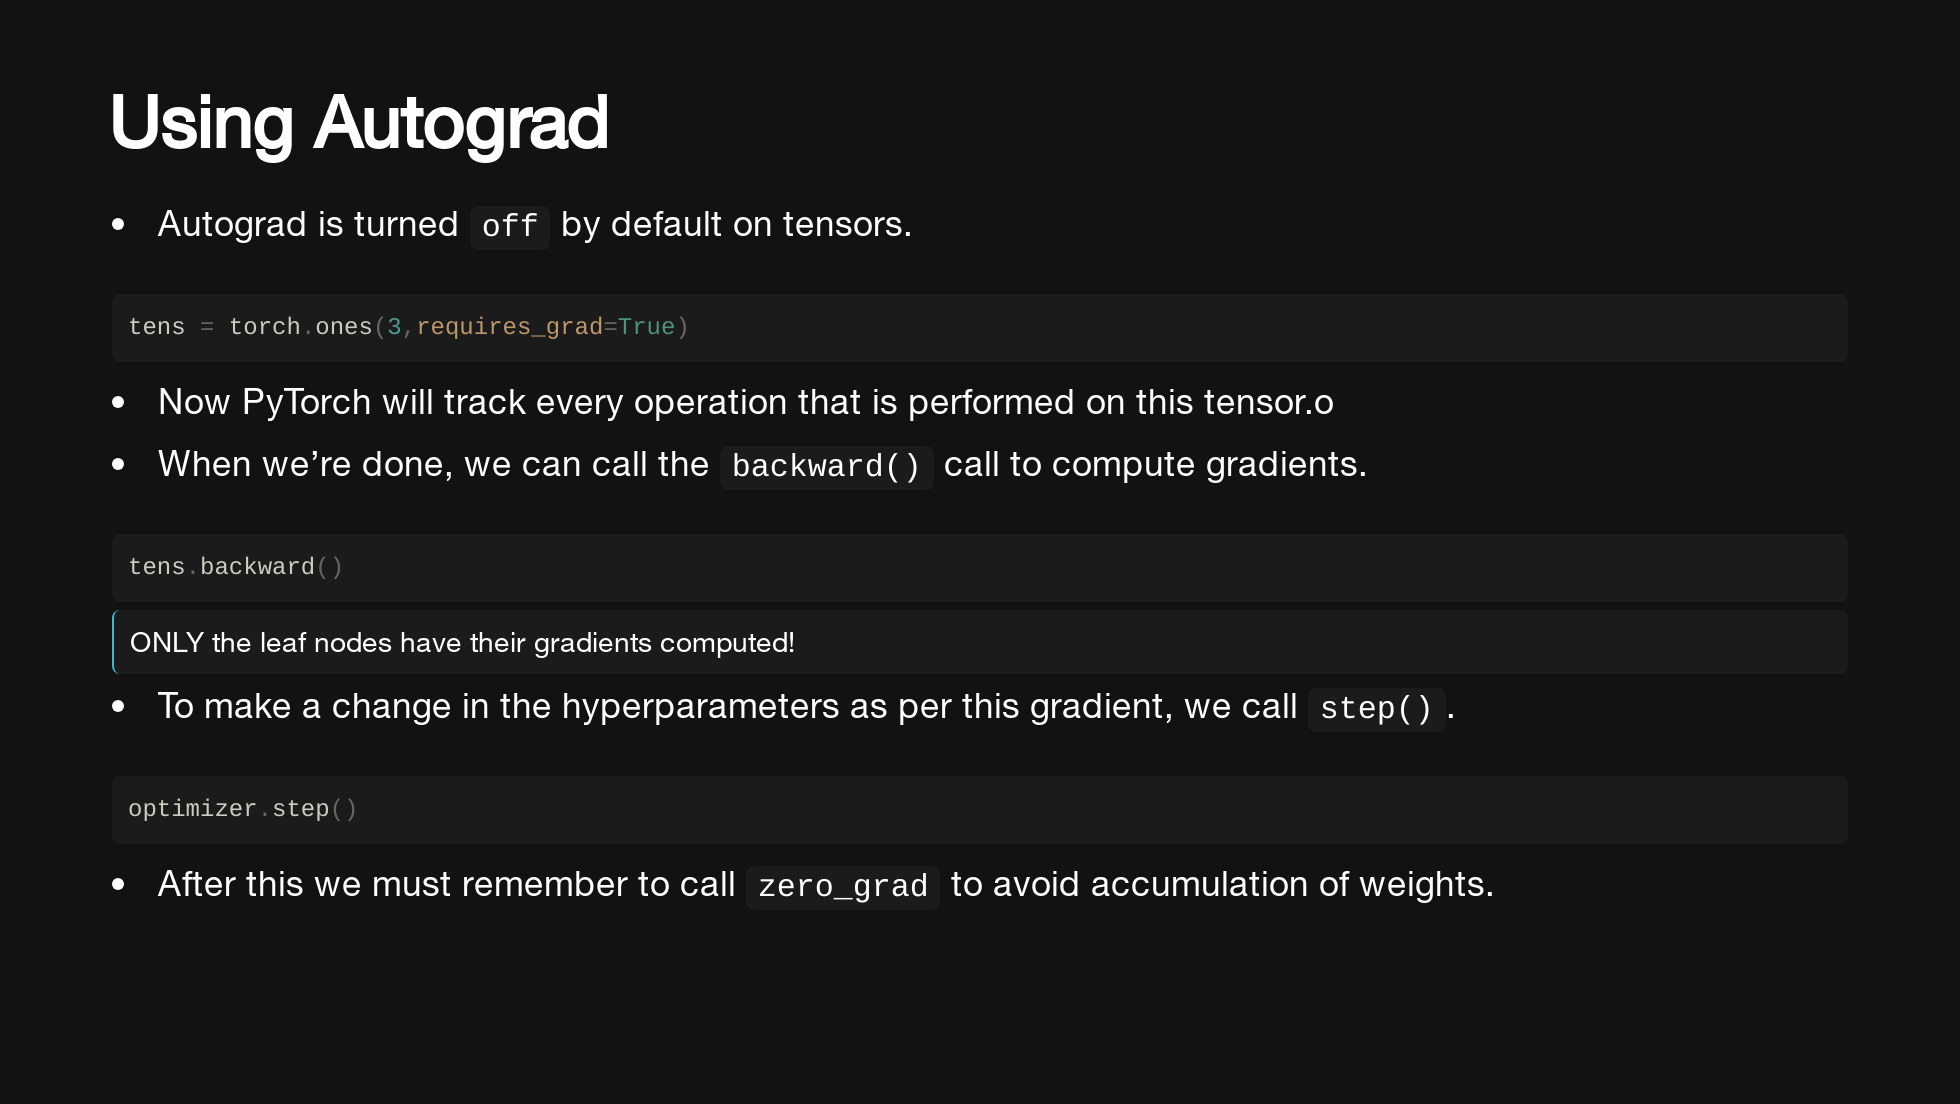 Using Autograd
• Autograd is turned off by default on tensors.
tens = torch.ones(3,requires_grad=True)
• Now PyTorch will track every operation that is performed on this tensor.o
• When we’re done, we can call the backward() call to compute gradients.
tens.backward()
ONLY the leaf nodes have their gradients computed!
• To make a change in the hyperparameters as per this gradient, we call step().
optimizer.step()
• After this we must remember to call zero_grad to avoid accumulation of weights.